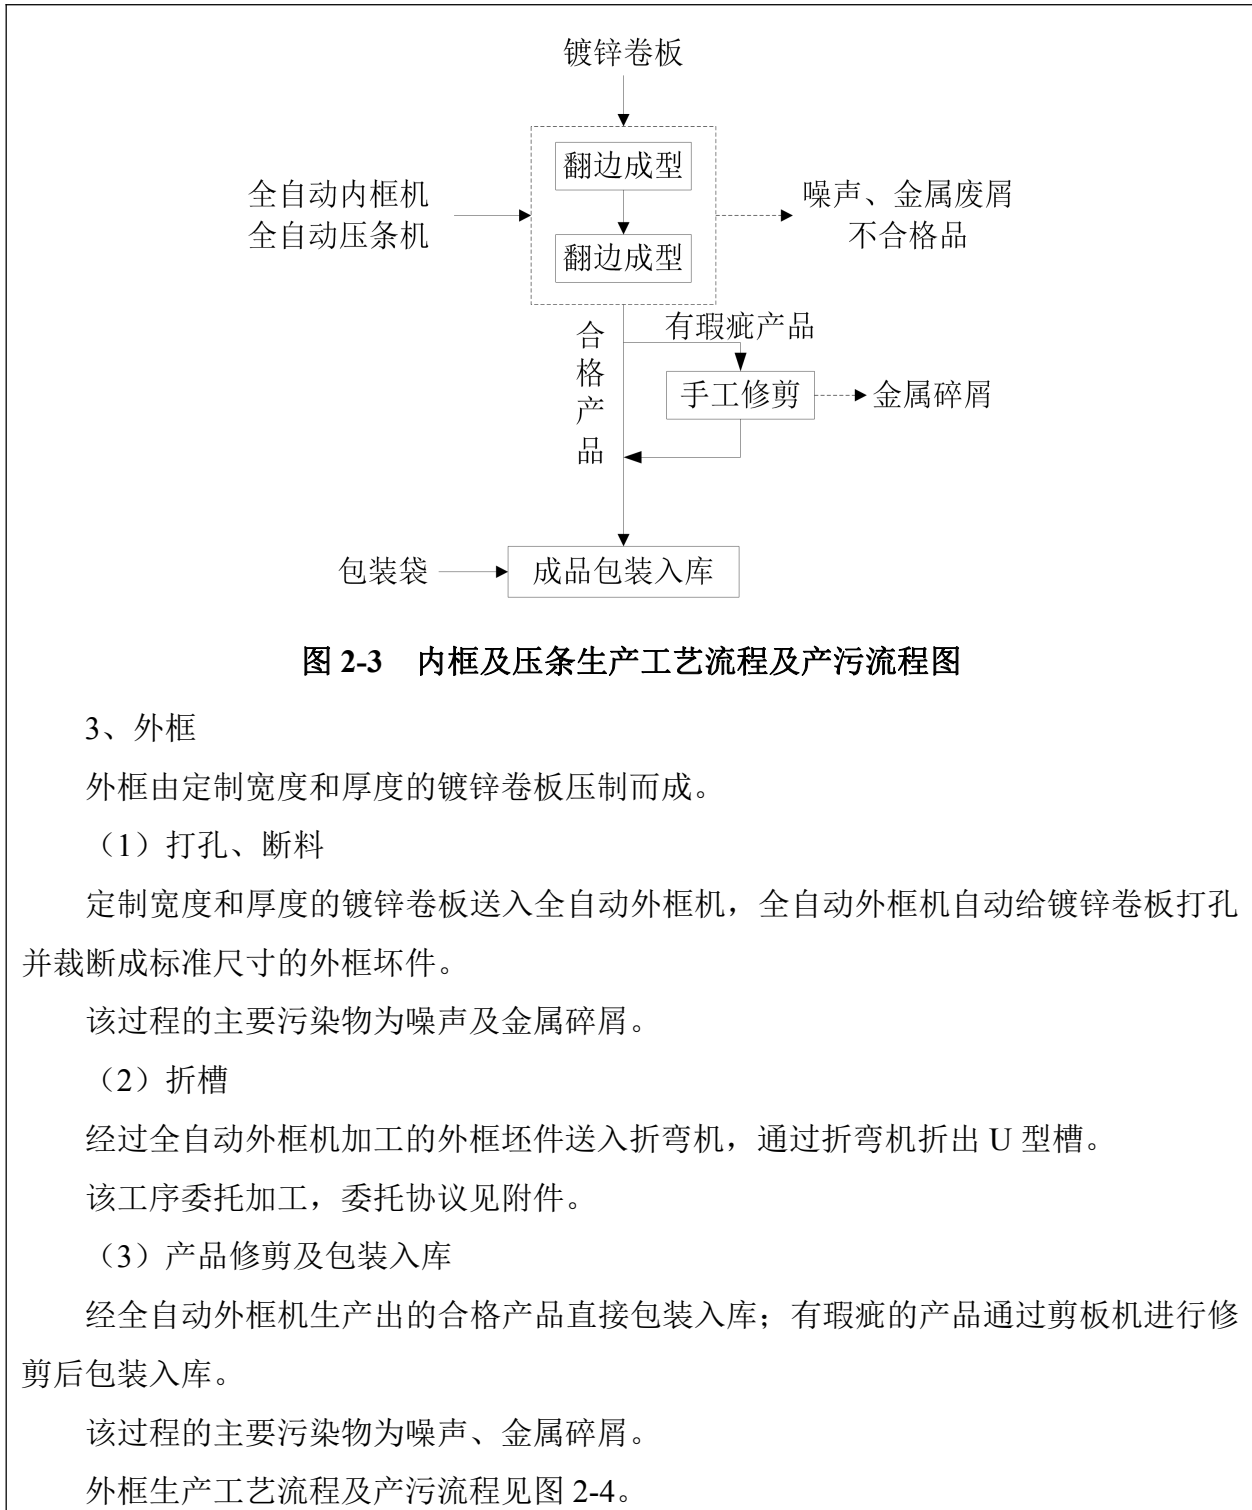 镀锌卷板
翻边成型
全自动内框机
全自动压条机
噪声、金属废屑
不合格品
翻边成型
合格产品
有瑕疵产品
手工修剪
金属碎屑
包装袋
成品包装入库
图 2-3 内框及压条生产工艺流程及产污流程图
3、外框
外框由定制宽度和厚度的镀锌卷板压制而成。
（1）打孔、断料
定制宽度和厚度的镀锌卷板送入全自动外框机，全自动外框机自动给镀锌卷板打孔
并裁断成标准尺寸的外框坏件。
该过程的主要污染物为噪声及金属碎屑。
（2）折槽
经过全自动外框机加工的外框坏件送入折弯机，通过折弯机折出 U 型槽。
该工序委托加工，委托协议见附件。
（3）产品修剪及包装入库
经全自动外框机生产出的合格产品直接包装入库；有瑕疵的产品通过剪板机进行修
剪后包装入库。
该过程的主要污染物为噪声、金属碎屑。
外框生产工艺流程及产污流程见图 2-4。